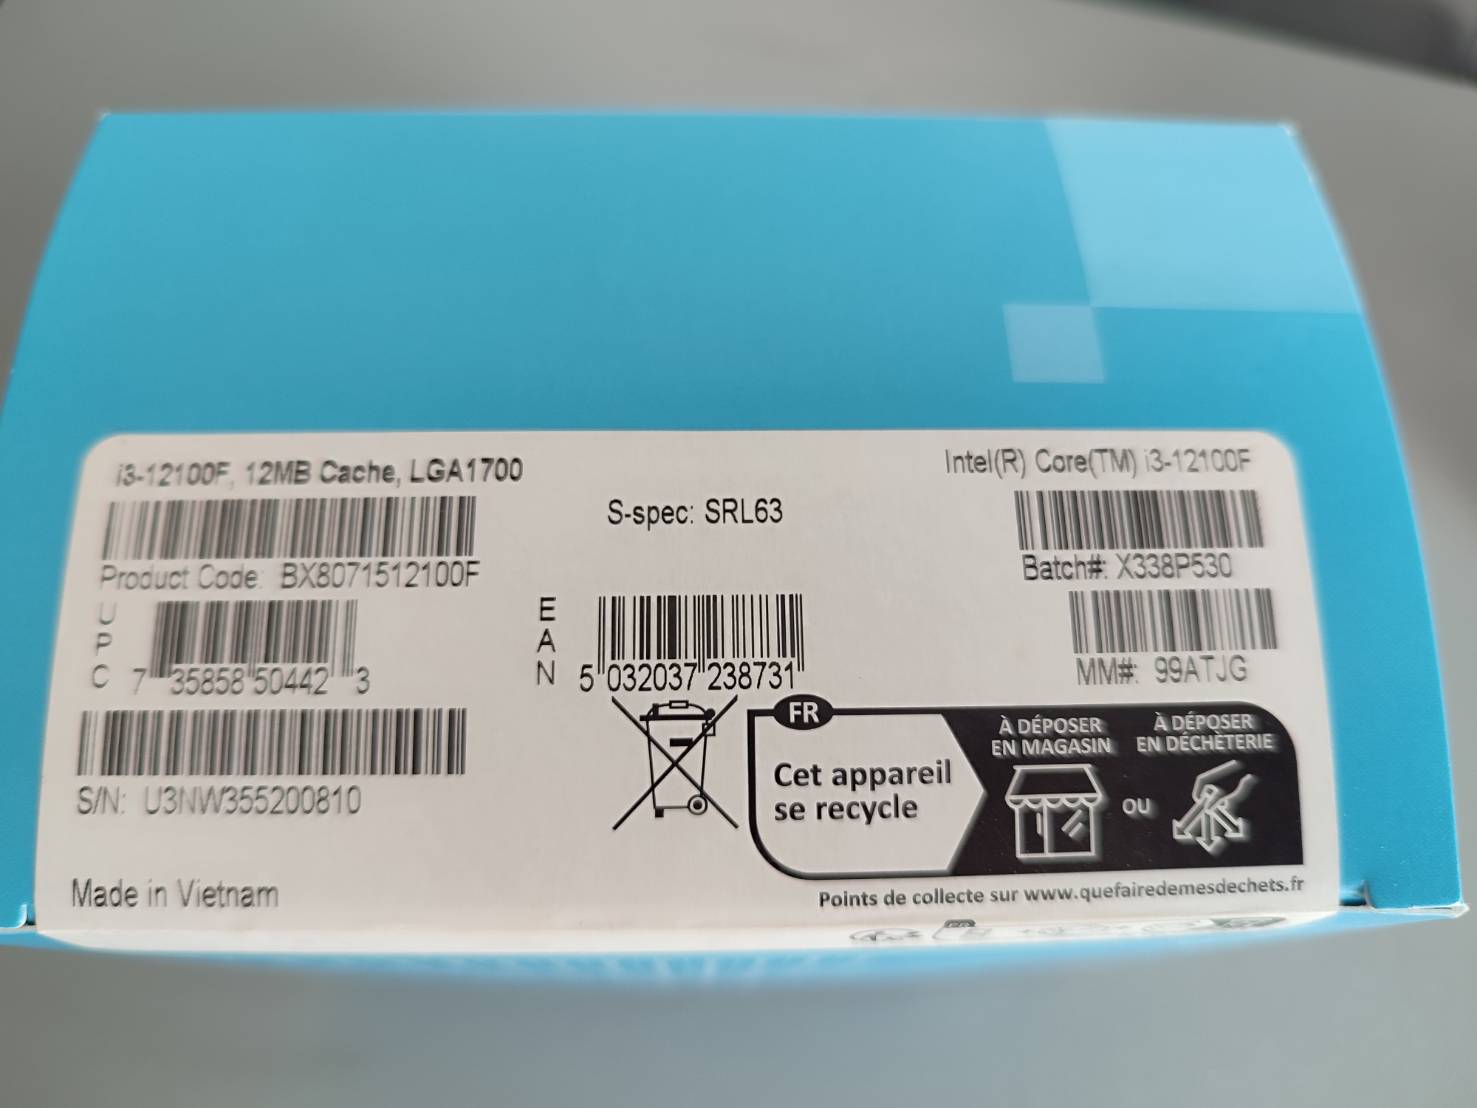 i3-12100F, 12MB Cache, LGA1700
Product Code: BX8071512100F
UPC
7 35858 50442 3
S/N: U3NW355200810
Made in Vietnam
S-spec: SRL63
EAN
5 032037 238731
Intel(R) Core(TM) i3-12100F
Batch#: X338P530
MM#: 99ATJG
FR
Cet appareil
se recycle
À DÉPOSER
EN MAGASIN
OU
À DÉPOSER
EN DÉCHÈTERIE
Points de collecte sur www.quefairedemesdechets.fr